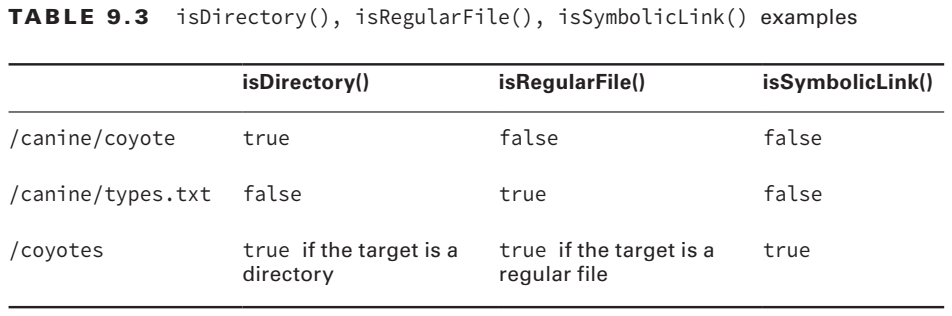 TABLE 9.3 isDirectory(), isRegularFile(), isSymbolicLink() examples
isDirectory() isRegularFile() isSymbolicLink()
/canine/coyote true false false
/canine/types.txt false true false
/coyotes true if the target is a true if the target is a true
directory regular file